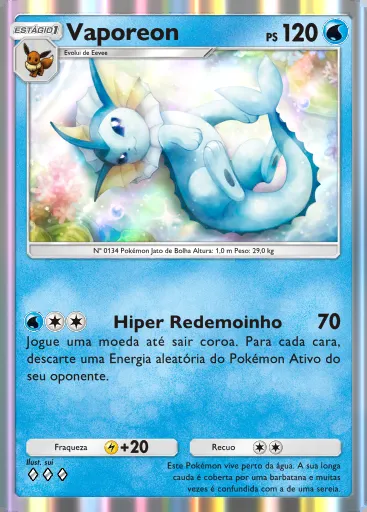 ESTÁGIO 1
Vaporeon
PS 120
Evolui de Eevee
Nº 0134 Pokémon Jato de Bolha Altura: 1,0 m Peso: 29,0 kg
Hiper Redemoinho 70
Jogue uma moeda até sair coroa. Para cada cara,
descarte uma Energia aleatória do Pokémon Ativo do
seu oponente.
Fraqueza +20
Recuo
Ilust. sui
Este Pokémon vive perto da água. A sua longa
cauda é coberta por uma barbatana e muitas
vezes é confundida com a de uma sereia.